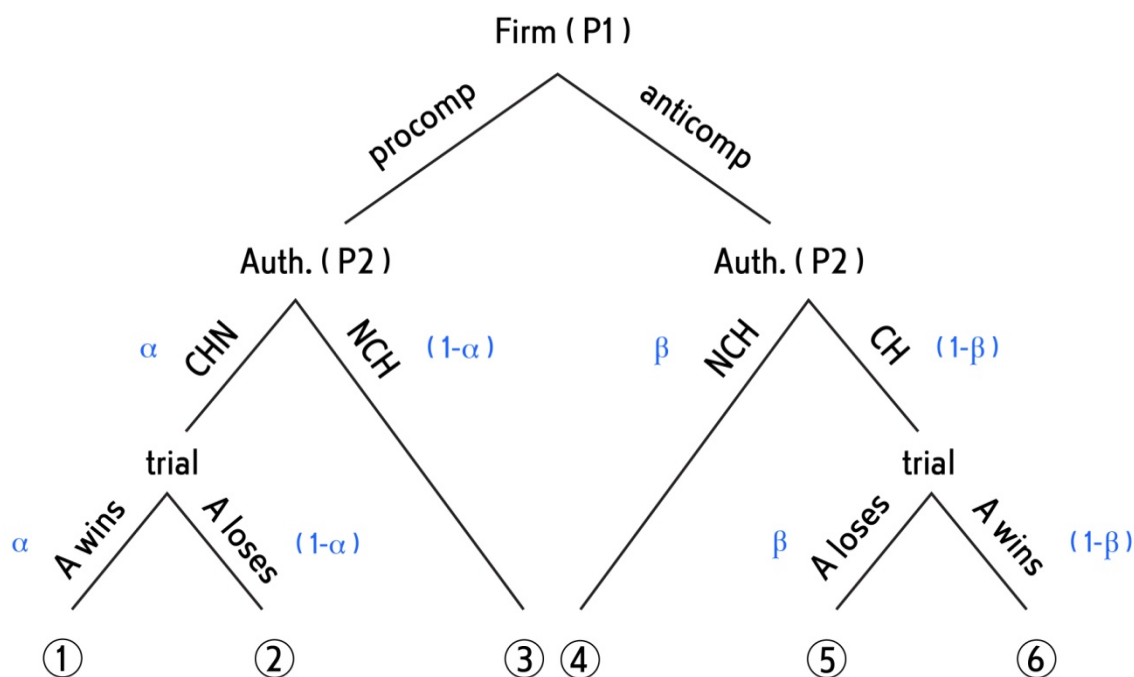 Firm ( P1 )
procomp
anticomp
Auth. ( P2 )
Auth. ( P2 )
α
CHN
NCH
(1-α)
β
NCH
CH
(1-β)
trial
trial
α
A wins
A loses
(1-α)
β
A loses
A wins
(1-β)
1
2
3
4
5
6